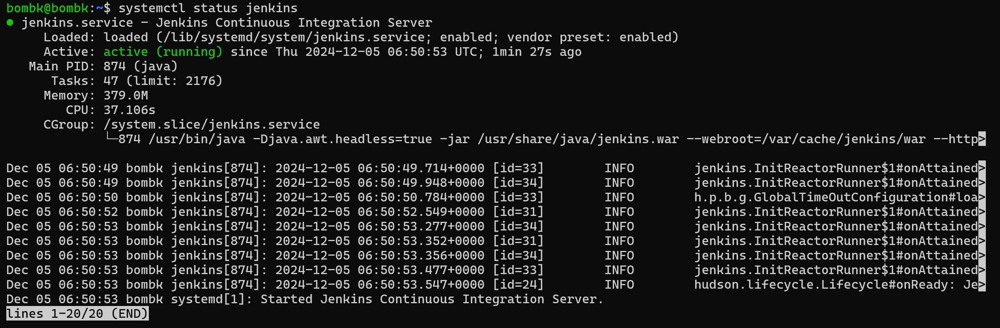 bombk@bombk:~$ systemctl status jenkins
● jenkins.service - Jenkins Continuous Integration Server
     Loaded: loaded (/lib/systemd/system/jenkins.service; enabled; vendor preset: enabled)
     Active: active (running) since Thu 2024-12-05 06:50:53 UTC; 1min 27s ago
   Main PID: 874 (java)
      Tasks: 47 (limit: 2176)
     Memory: 379.0M
        CPU: 37.106s
     CGroup: /system.slice/jenkins.service
             └─874 /usr/bin/java -Djava.awt.headless=true -jar /usr/share/java/jenkins.war --webroot=/var/cache/jenkins/war --http>

Dec 05 06:50:49 bombk jenkins[874]: 2024-12-05 06:50:49.714+0000 [id=33]        INFO        jenkins.InitReactorRunner$1#onAttained>
Dec 05 06:50:49 bombk jenkins[874]: 2024-12-05 06:50:49.948+0000 [id=34]        INFO        jenkins.InitReactorRunner$1#onAttained>
Dec 05 06:50:50 bombk jenkins[874]: 2024-12-05 06:50:50.784+0000 [id=33]        INFO        h.p.b.g.GlobalTimeOutConfiguration#loa>
Dec 05 06:50:52 bombk jenkins[874]: 2024-12-05 06:50:52.549+0000 [id=31]        INFO        jenkins.InitReactorRunner$1#onAttained>
Dec 05 06:50:53 bombk jenkins[874]: 2024-12-05 06:50:53.277+0000 [id=34]        INFO        jenkins.InitReactorRunner$1#onAttained>
Dec 05 06:50:53 bombk jenkins[874]: 2024-12-05 06:50:53.352+0000 [id=31]        INFO        jenkins.InitReactorRunner$1#onAttained>
Dec 05 06:50:53 bombk jenkins[874]: 2024-12-05 06:50:53.356+0000 [id=34]        INFO        jenkins.InitReactorRunner$1#onAttained>
Dec 05 06:50:53 bombk jenkins[874]: 2024-12-05 06:50:53.477+0000 [id=33]        INFO        jenkins.InitReactorRunner$1#onAttained>
Dec 05 06:50:53 bombk jenkins[874]: 2024-12-05 06:50:53.547+0000 [id=24]        INFO        hudson.lifecycle.Lifecycle#onReady: Je>
Dec 05 06:50:53 bombk systemd[1]: Started Jenkins Continuous Integration Server.
lines 1-20/20 (END)